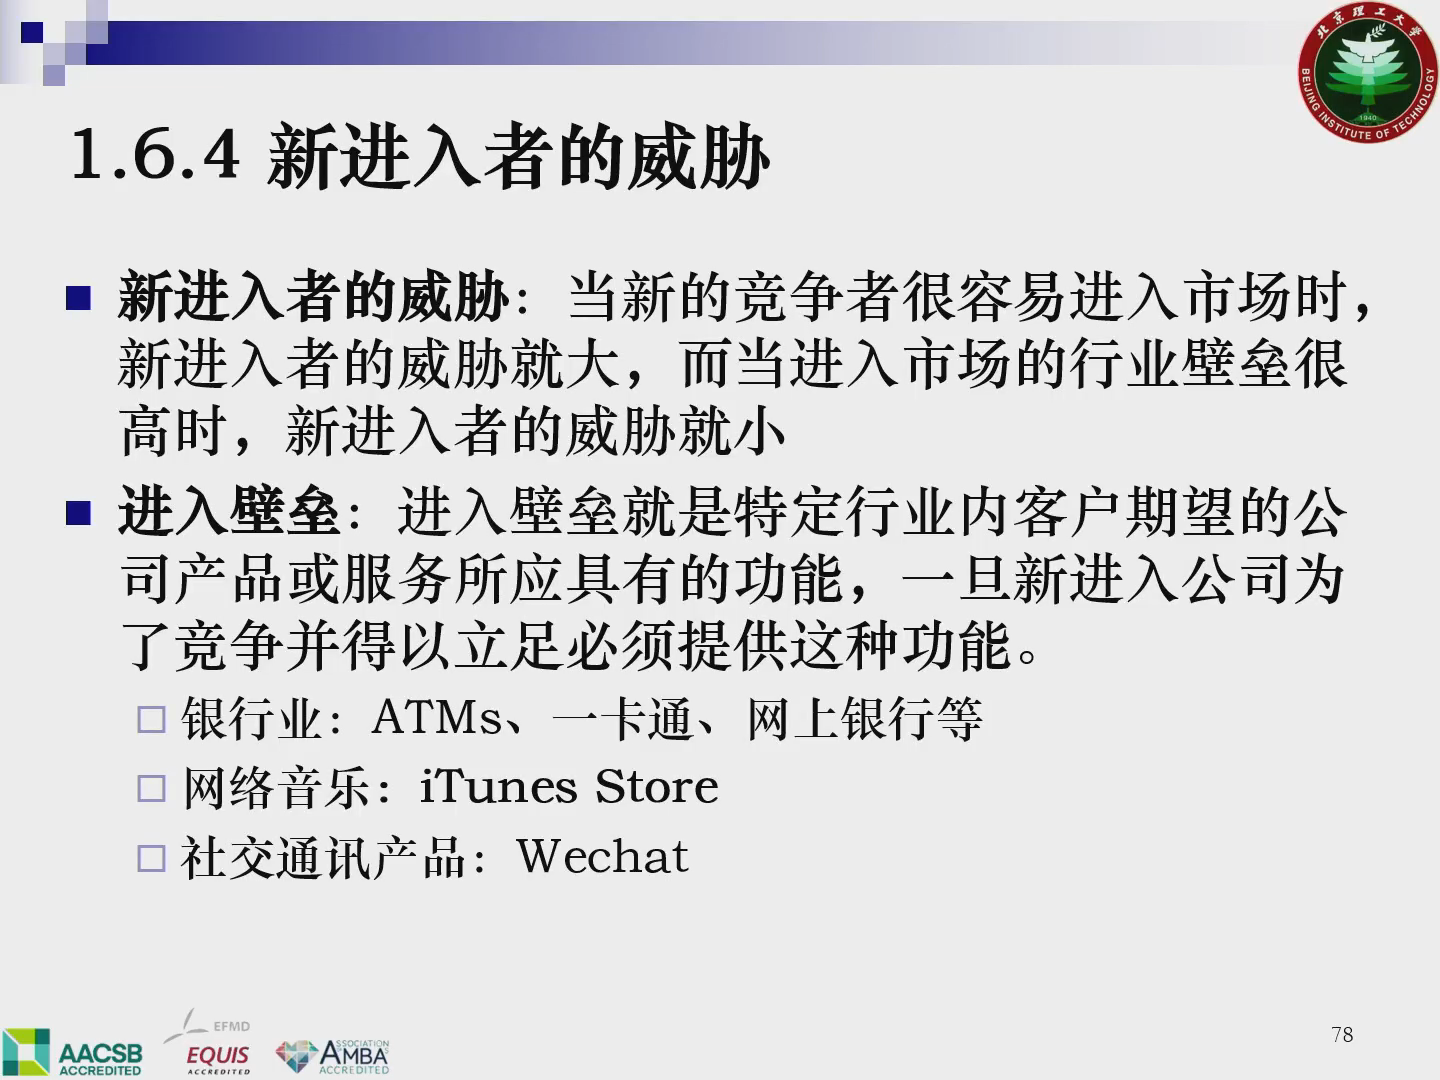 北京理工大学
BEIJING INSTITUTE OF TECHNOLOGY
1940
1.6.4 新进入者的威胁
新进入者的威胁：当新的竞争者很容易进入市场时，
新进入者的威胁就大，而当进入市场的行业壁垒很
高时，新进入者的威胁就小
进入壁垒：进入壁垒就是特定行业内客户期望的公
司产品或服务所应具有的功能，一旦新进入公司为
了竞争并得以立足必须提供这种功能。
银行业：ATMs、一卡通、网上银行等
网络音乐：iTunes Store
社交通讯产品：Wechat
AACSB
ACCREDITED
EFMD
EQUIS
ACCREDITED
ASSOCIATION
AMBA'S
ACCREDITED
78